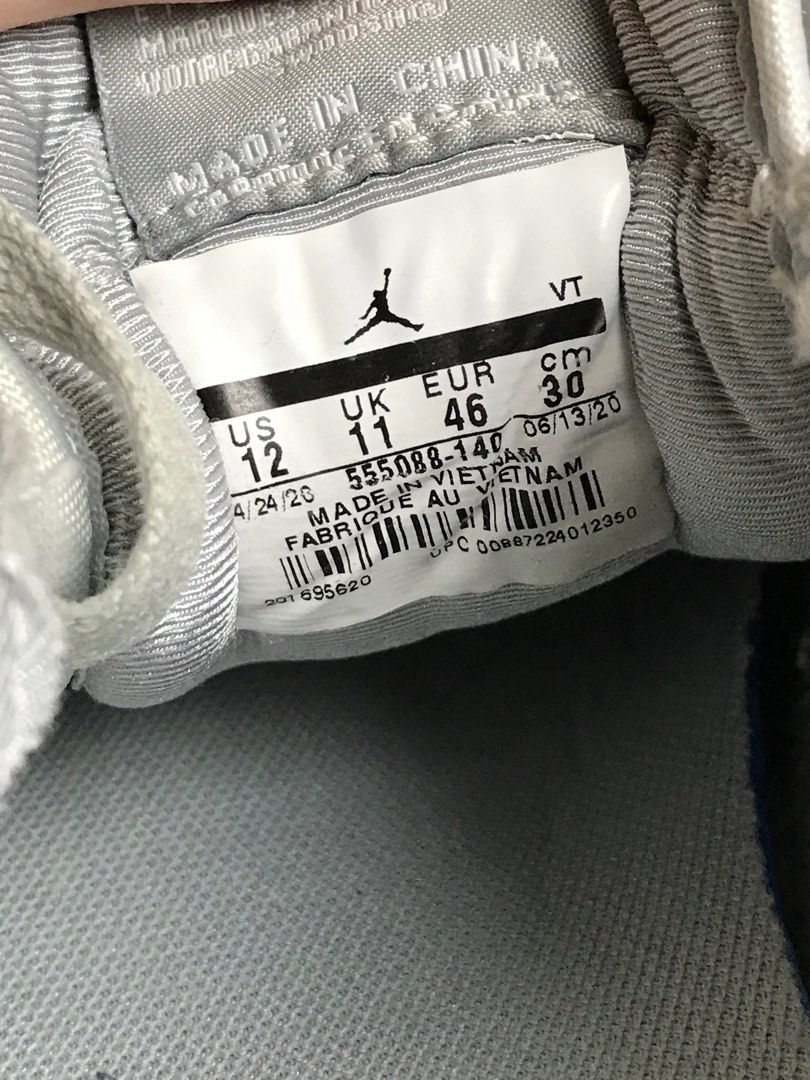 MADE IN CHINA
VT
US UK EUR cm
12 11 46 30
4/24/20 555088-140 06/13/20
MADE IN VIETNAM
FABRIQUE AU VIETNAM
UPC 00887224012350
695620